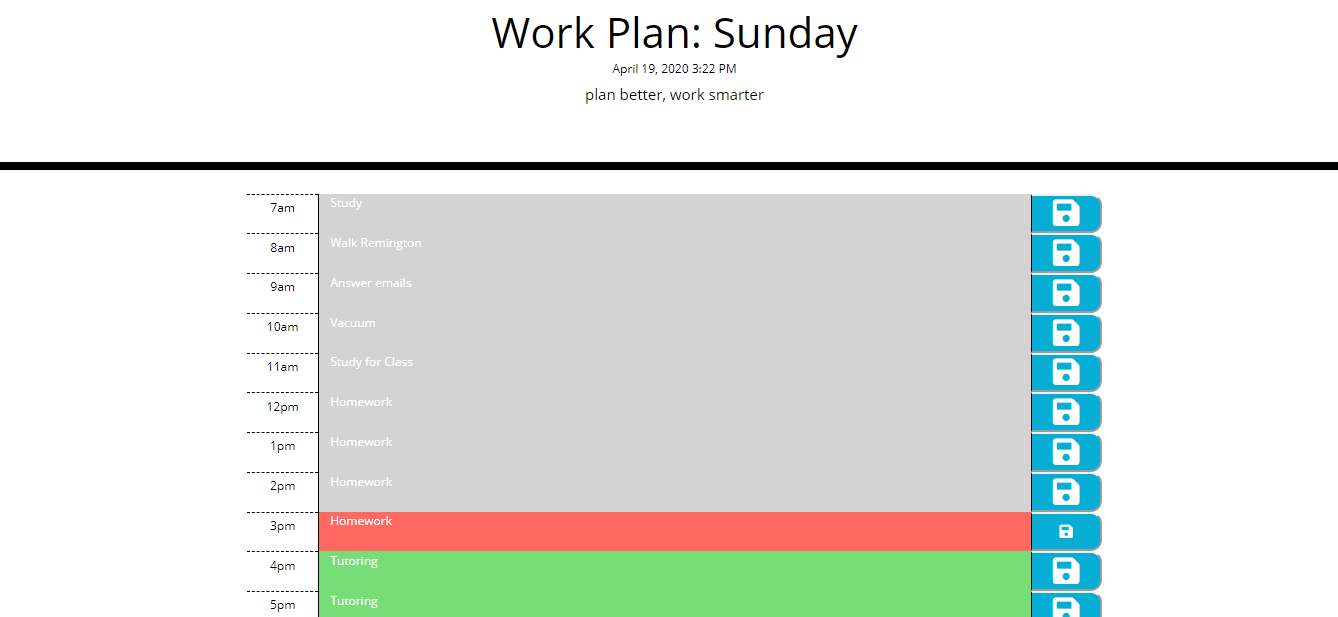 Work Plan: Sunday
April 19, 2020 3:22 PM
plan better, work smarter
7am Study
8am Walk Remington
9am Answer emails
10am Vacuum
11am Study for Class
12pm Homework
1pm Homework
2pm Homework
3pm Homework
4pm Tutoring
5pm Tutoring